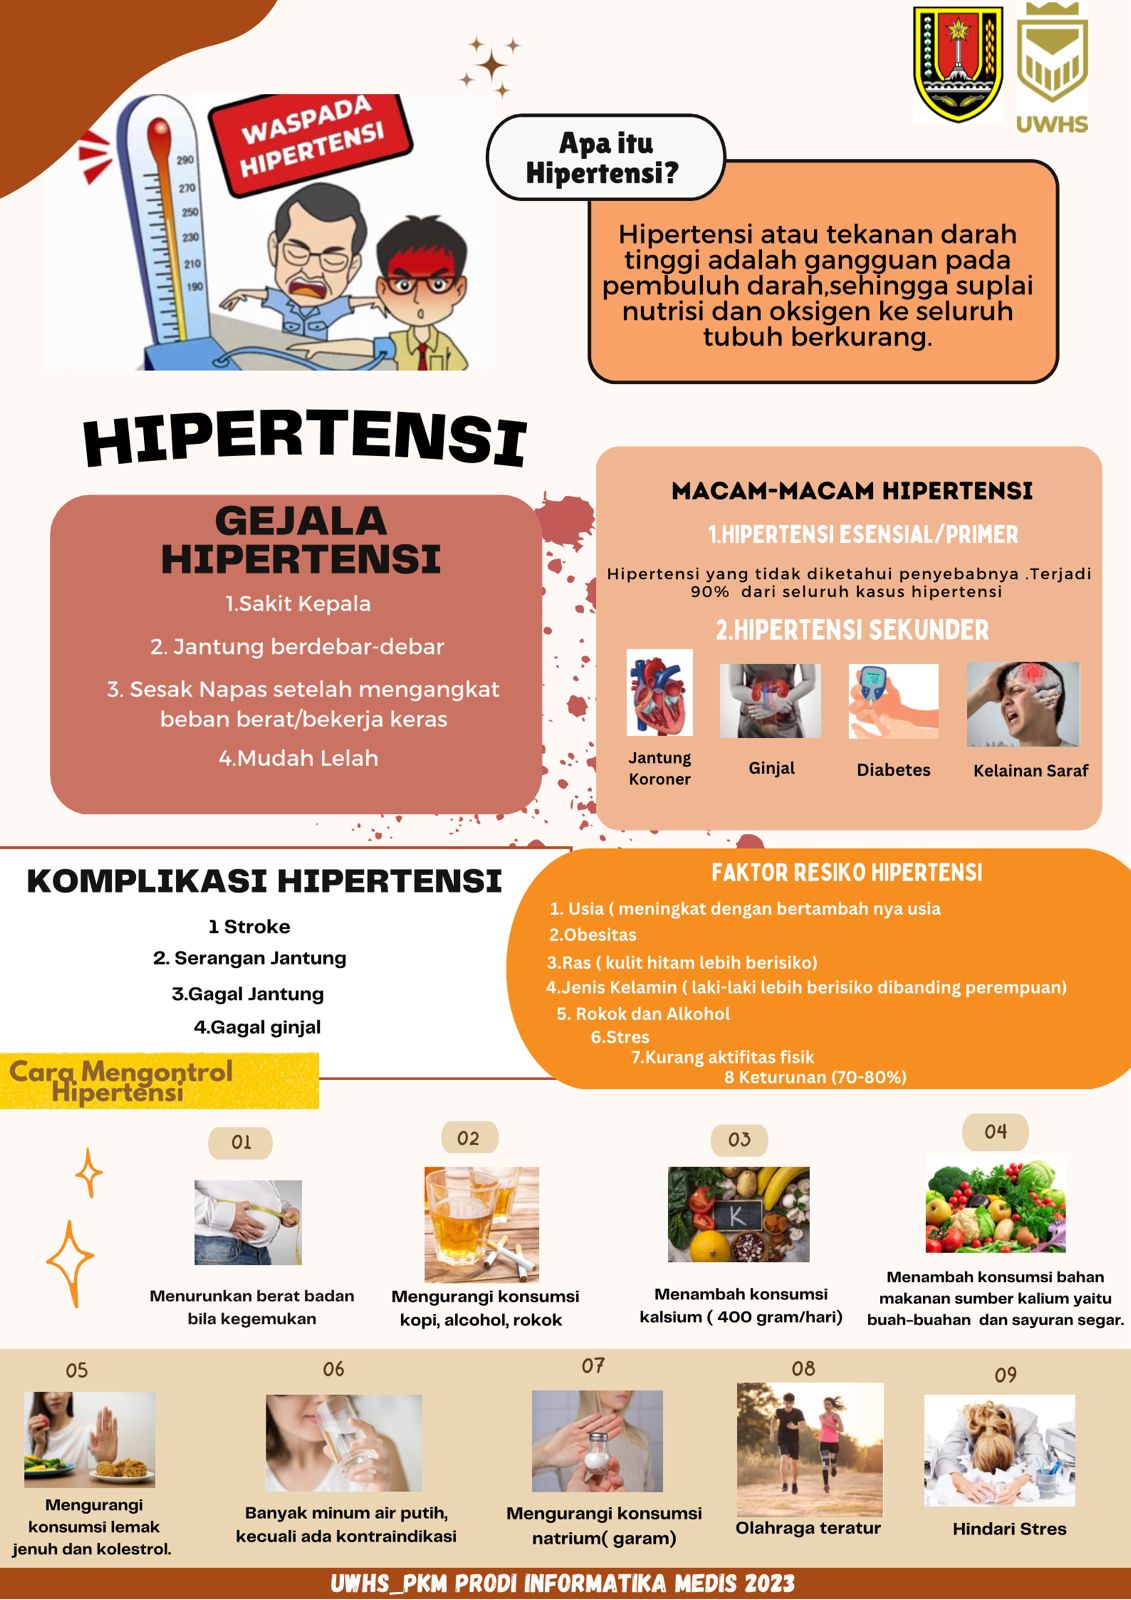 UWHS
WASPADA
HIPERTENSI
290
270
250
230
210
190
Apa itu
Hipertensi?
Hipertensi atau tekanan darah
tinggi adalah gangguan pada
pembuluh darah,sehingga suplai
nutrisi dan oksigen ke seluruh
tubuh berkurang.
HIPERTENSI
GEJALA
HIPERTENSI
1.Sakit Kepala
2. Jantung berdebar-debar
3. Sesak Napas setelah mengangkat
beban berat/bekerja keras
4.Mudah Lelah
MACAM-MACAM HIPERTENSI
1.HIPERTENSI ESENSIAL/PRIMER
Hipertensi yang tidak diketahui penyebabnya .Terjadi
90% dari seluruh kasus hipertensi
2.HIPERTENSI SEKUNDER
Jantung
Koroner
Ginjal
Diabetes
Kelainan Saraf
KOMPLIKASI HIPERTENSI
1 Stroke
2. Serangan Jantung
3.Gagal Jantung
4.Gagal ginjal
FAKTOR RESIKO HIPERTENSI
1. Usia ( meningkat dengan bertambah nya usia
2.Obesitas
3.Ras ( kulit hitam lebih berisiko)
4.Jenis Kelamin ( laki-laki lebih berisiko dibanding perempuan)
5. Rokok dan Alkohol
6.Stres
7.Kurang aktifitas fisik
8 Keturunan (70-80%)
Cara Mengontrol
Hipertensi
01
Menurunkan berat badan
bila kegemukan
02
Mengurangi konsumsi
kopi, alcohol, rokok
03
K
Menambah konsumsi
kalsium ( 400 gram/hari)
04
Menambah konsumsi bahan
makanan sumber kalium yaitu
buah-buahan dan sayuran segar.
05
Mengurangi
konsumsi lemak
jenuh dan kolestrol.
06
Banyak minum air putih,
kecuali ada kontraindikasi
07
Mengurangi konsumsi
natrium( garam)
08
Olahraga teratur
09
Hindari Stres
UWHS_PKM PRODI INFORMATIKA MEDIS 2023